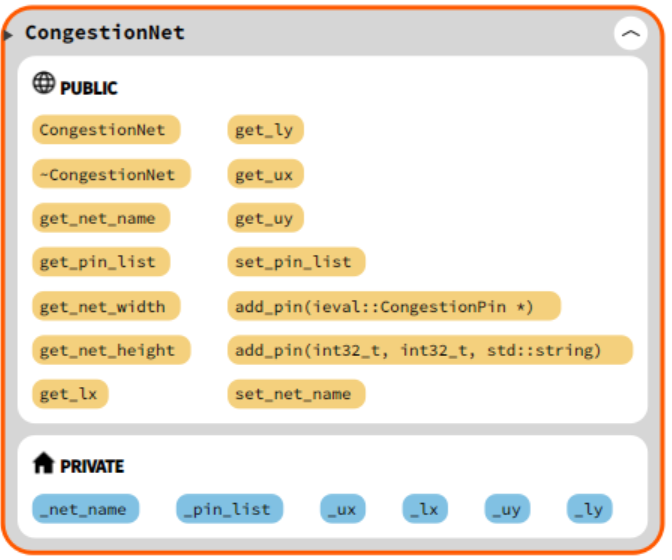 CongestionNet
PUBLIC
CongestionNet get_ly
~CongestionNet get_ux
get_net_name get_uy
get_pin_list set_pin_list
get_net_width add_pin(ieval::CongestionPin *)
get_net_height add_pin(int32_t, int32_t, std::string)
get_lx set_net_name
PRIVATE
_net_name _pin_list _ux _lx _uy _ly